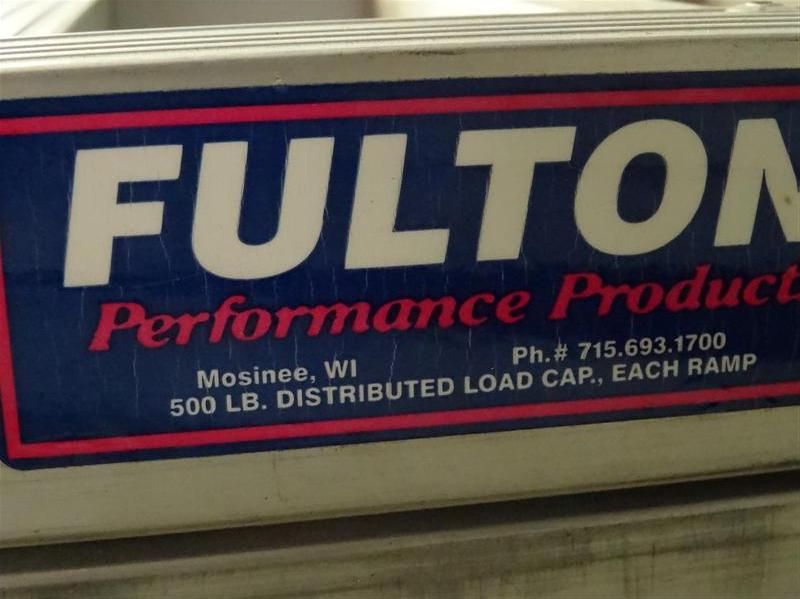 FULTON
Performance Product
Mosinee, WI Ph.# 715.693.1700
500 LB. DISTRIBUTED LOAD CAP., EACH RAMP